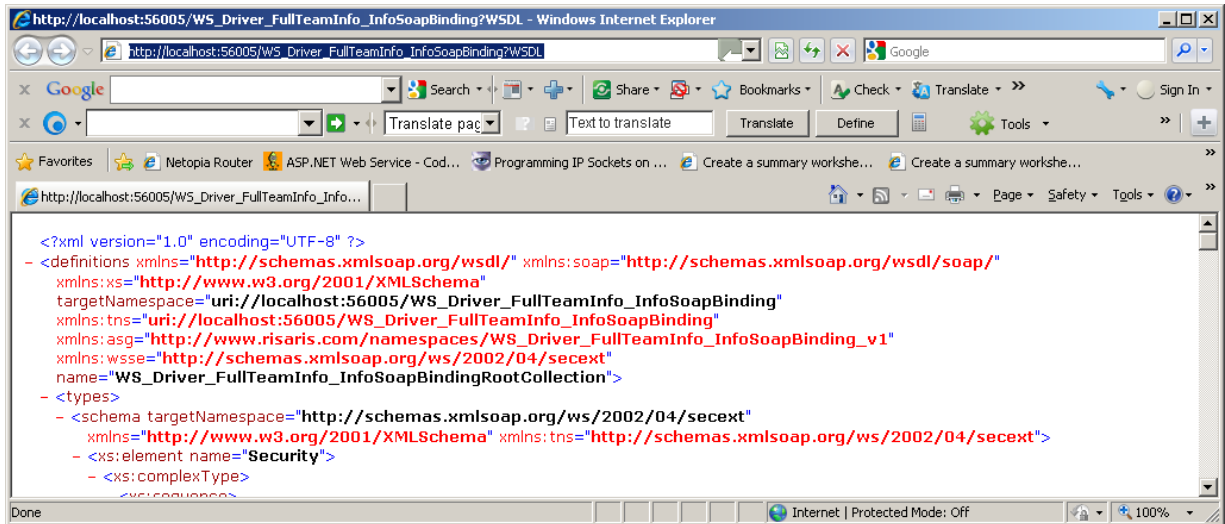 http://localhost:56005/WS_Driver_FullTeamInfo_InfoSoapBinding?WSDL - Windows Internet Explorer
http://localhost:56005/WS_Driver_FullTeamInfo_InfoSoapBinding?WSDL Google
x Google Search Share Bookmarks Check Translate » Sign In
x Translate pag Text to translate Translate Define Tools »
Favorites Netopia Router ASP.NET Web Service - Cod... Programming IP Sockets on ... Create a summary workshe... Create a summary workshe... »
http://localhost:56005/WS_Driver_FullTeamInfo_Info... Page Safety Tools »
<?xml version="1.0" encoding="UTF-8" ?>
- <definitions xmlns="http://schemas.xmlsoap.org/wsdl/" xmlns:soap="http://schemas.xmlsoap.org/wsdl/soap/"
xmlns:xs="http://www.w3.org/2001/XMLSchema"
targetNamespace="uri://localhost:56005/WS_Driver_FullTeamInfo_InfoSoapBinding"
xmlns:tns="uri://localhost:56005/WS_Driver_FullTeamInfo_InfoSoapBinding"
xmlns:asg="http://www.risaris.com/namespaces/WS_Driver_FullTeamInfo_InfoSoapBinding_v1"
xmlns:wsse="http://schemas.xmlsoap.org/ws/2002/04/secext"
name="WS_Driver_FullTeamInfo_InfoSoapBindingRootCollection">
- <types>
- <schema targetNamespace="http://schemas.xmlsoap.org/ws/2002/04/secext"
xmlns="http://www.w3.org/2001/XMLSchema" xmlns:tns="http://schemas.xmlsoap.org/ws/2002/04/secext">
- <xs:element name="Security">
- <xs:complexType>
<xs:sequence>
Done Internet | Protected Mode: Off 100%